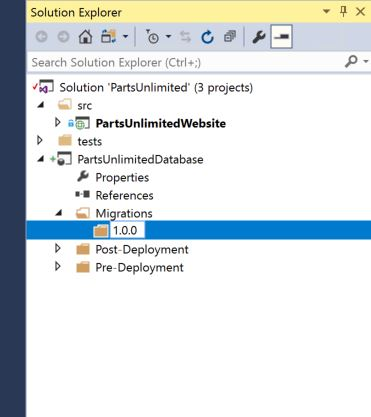 Solution Explorer
Search Solution Explorer (Ctrl+;)
Solution 'PartsUnlimited' (3 projects)
src
PartsUnlimitedWebsite
tests
PartsUnlimitedDatabase
Properties
References
Migrations
1.0.0
Post-Deployment
Pre-Deployment